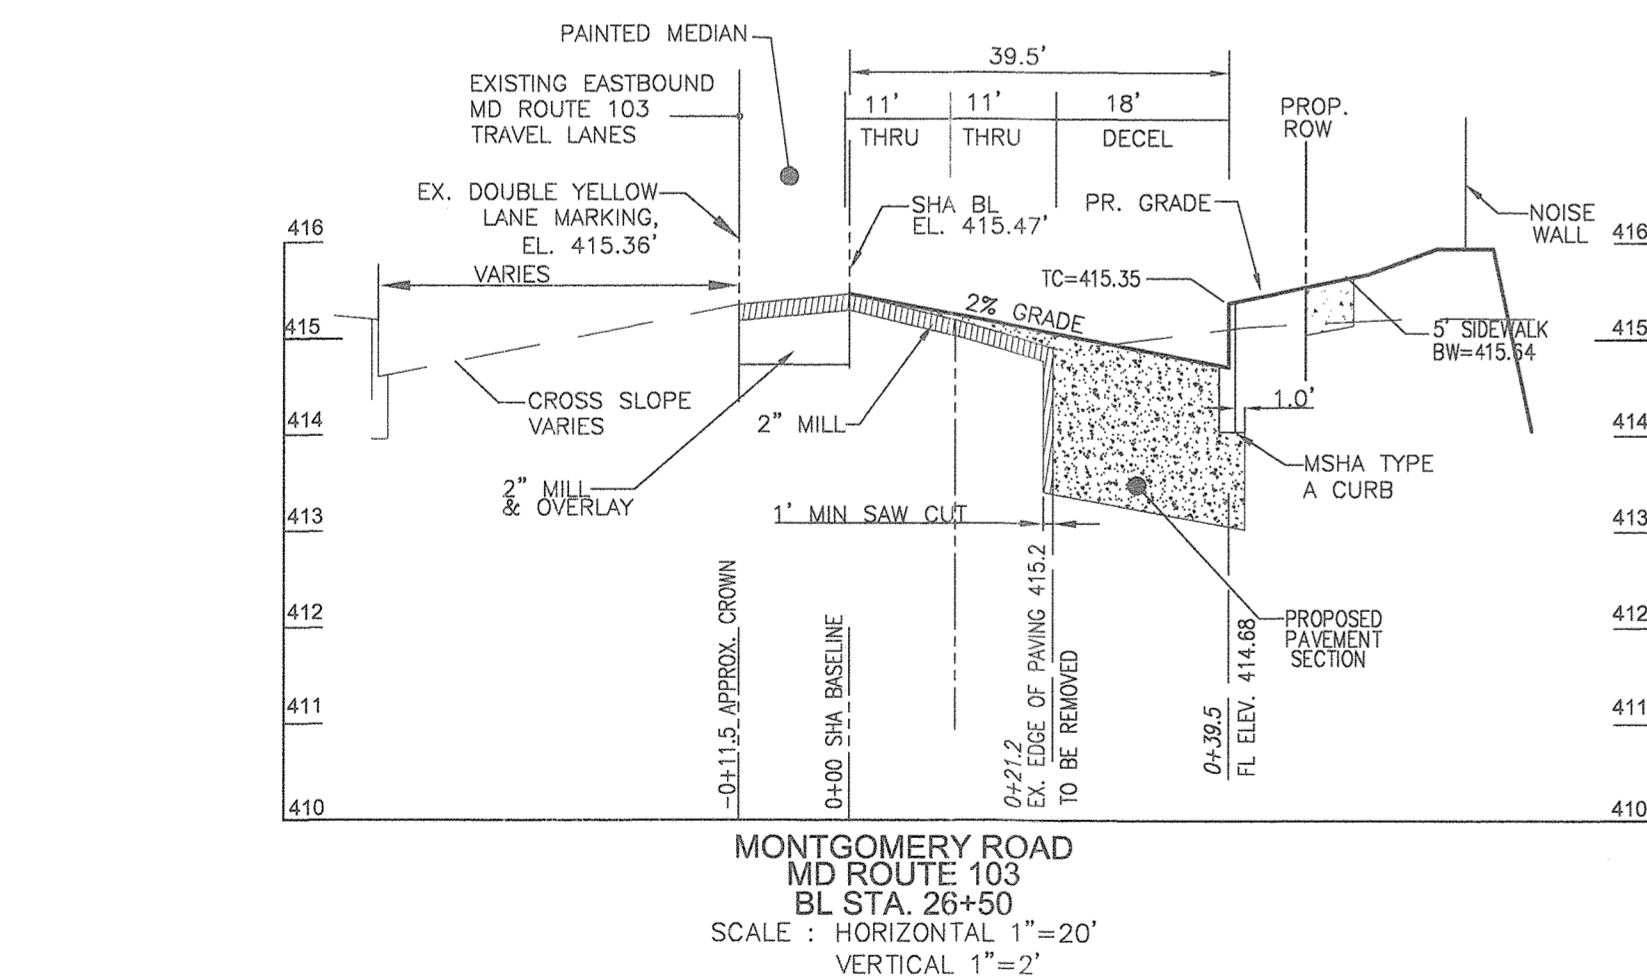 PAINTED MEDIAN
EXISTING EASTBOUND
MD ROUTE 103
TRAVEL LANES
39.5'
11'
11'
18'
THRU
THRU
DECEL
PROP.
ROW
EX. DOUBLE YELLOW
LANE MARKING,
EL. 415.36'
SHA BL
EL. 415.47'
PR. GRADE
NOISE
WALL
416
416
VARIES
TC=415.35
2% GRADE
415
415
5' SIDEWALK
BW=415.64
CROSS SLOPE
VARIES
2" MILL
1.0'
414
414
MSHA TYPE
A CURB
2" MILL
& OVERLAY
1' MIN SAW CUT
413
413
412
412
PROPOSED
PAVEMENT
SECTION
411
411
410
410
-0+11.5 APPROX. CROWN
0+00 SHA BASELINE
0+21.2
EX. EDGE OF PAVING 415.2
TO BE REMOVED
0+39.5
FL ELEV. 414.68
MONTGOMERY ROAD
MD ROUTE 103
BL STA. 26+50
SCALE : HORIZONTAL 1"=20'
VERTICAL 1"=2'